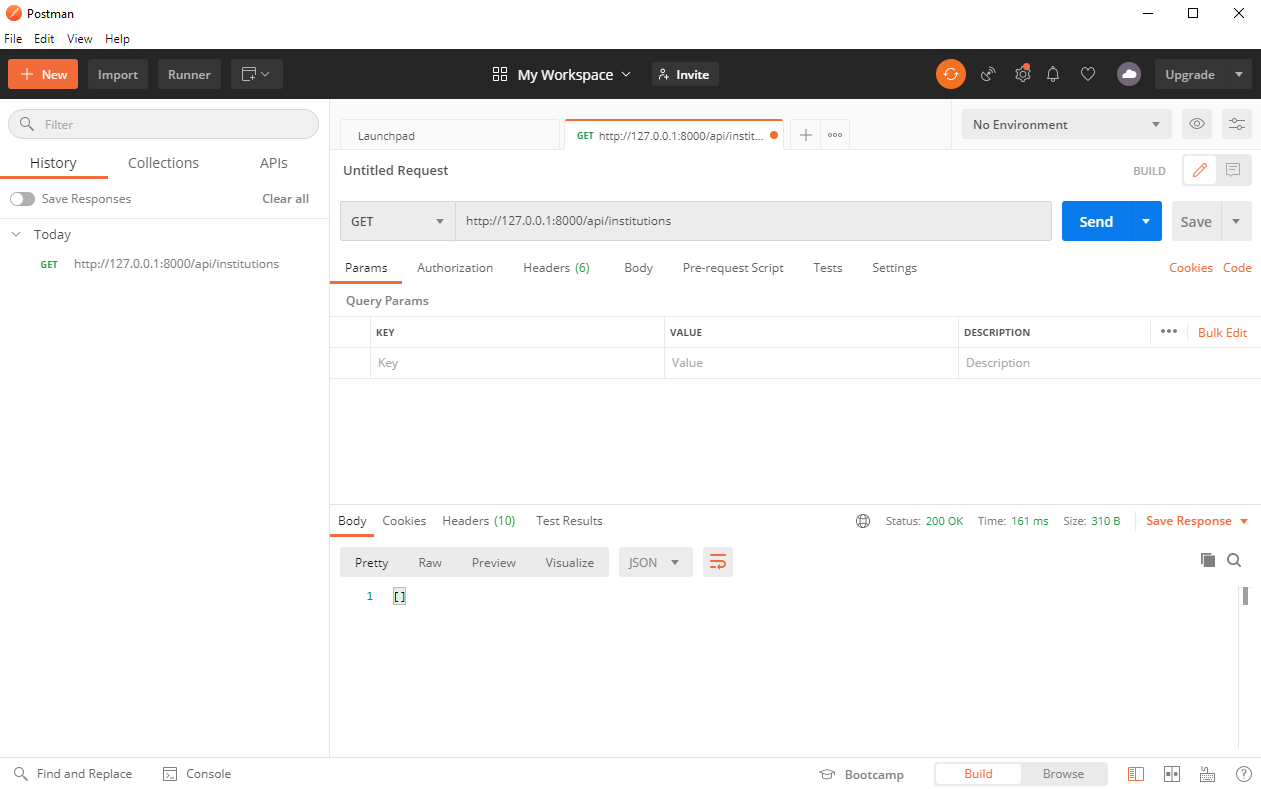 Postman
File Edit View Help
New Import Runner My Workspace Invite Upgrade
Filter
History Collections APIs
Save Responses Clear all
Today
GET http://127.0.0.1:8000/api/institutions
Launchpad GET http://127.0.0.1:8000/api/instit... No Environment
Untitled Request BUILD
GET http://127.0.0.1:8000/api/institutions Send Save
Params Authorization Headers (6) Body Pre-request Script Tests Settings Cookies Code
Query Params
KEY VALUE DESCRIPTION ••• Bulk Edit
Key Value Description
Body Cookies Headers (10) Test Results Status: 200 OK Time: 161 ms Size: 310 B Save Response
Pretty Raw Preview Visualize JSON
1 []
Find and Replace Console Bootcamp Build Browse